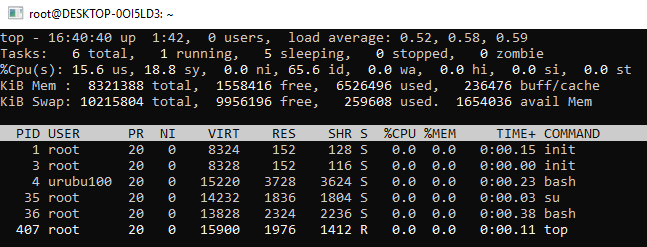 root@DESKTOP-0OI5LD3: ~
top - 16:40:40 up  1:42,  0 users,  load average: 0.52, 0.58, 0.59
Tasks:   6 total,   1 running,   5 sleeping,   0 stopped,   0 zombie
%Cpu(s): 15.6 us, 18.8 sy,  0.0 ni, 65.6 id,  0.0 wa,  0.0 hi,  0.0 si,  0.0 st
KiB Mem :  8321388 total,  1558416 free,  6526496 used,   236476 buff/cache
KiB Swap: 10215804 total,  9956196 free,   259608 used.  1654036 avail Mem
PID USER      PR  NI    VIRT    RES    SHR S  %CPU %MEM     TIME+ COMMAND
1 root      20   0    8324    152    128 S   0.0  0.0   0:00.15 init
3 root      20   0    8328    152    116 S   0.0  0.0   0:00.00 init
4 urubu100  20   0   15220   3728   3624 S   0.0  0.0   0:00.23 bash
35 root      20   0   14232   1836   1804 S   0.0  0.0   0:00.03 su
36 root      20   0   13828   2324   2236 S   0.0  0.0   0:00.38 bash
407 root      20   0   15900   1976   1412 R   0.0  0.0   0:00.11 top